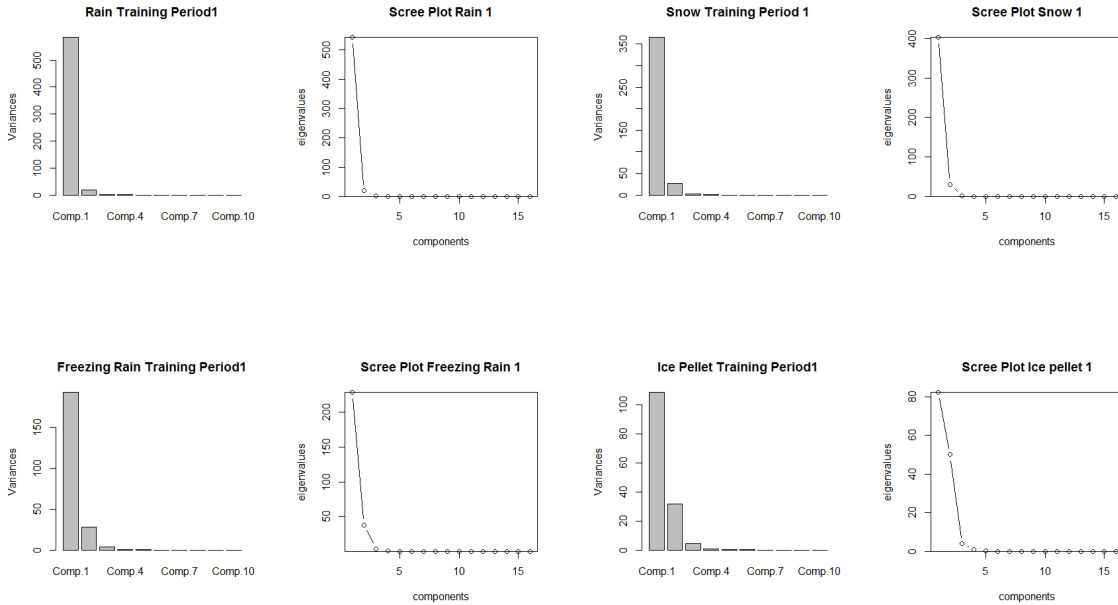 Rain Training Period1
Variances
500
400
300
200
100
0
Comp.1 Comp.4 Comp.7 Comp.10
Scree Plot Rain 1
eigenvalues
500
400
300
200
100
0
5 10 15
components
Snow Training Period 1
Variances
350
250
150
50
0
Comp.1 Comp.4 Comp.7 Comp.10
Scree Plot Snow 1
eigenvalues
400
300
200
100
0
5 10 15
components
Freezing Rain Training Period1
Variances
150
100
50
0
Comp.1 Comp.4 Comp.7 Comp.10
Scree Plot Freezing Rain 1
eigenvalues
200
150
100
50
5 10 15
components
Ice Pellet Training Period1
Variances
100
80
60
40
20
0
Comp.1 Comp.4 Comp.7 Comp.10
Scree Plot Ice pellet 1
eigenvalues
80
60
40
20
0
5 10 15
components